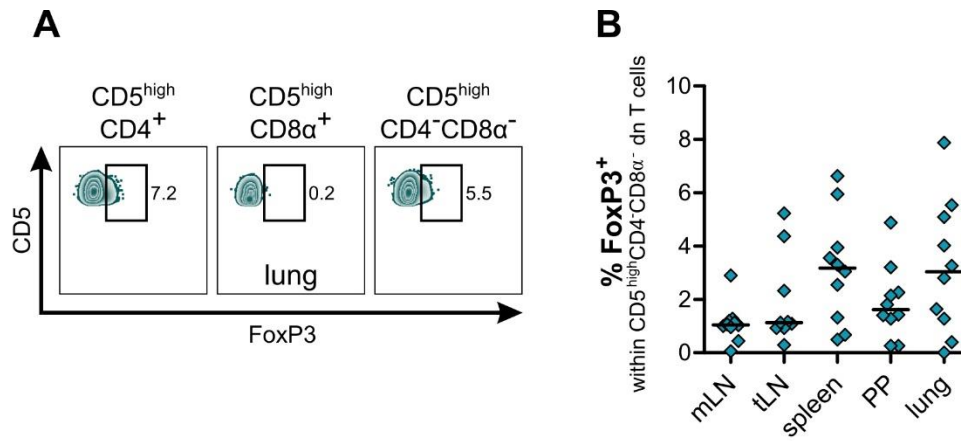 A
CD5high
CD4+
CD5high
CD8α+
CD5high
CD4-CD8α-
7.2
0.2
5.5
lung
CD5
FoxP3
B
% FoxP3+
within CD5highCD4-CD8α- dn T cells
10
8
6
4
2
0
mLN
tLN
spleen
PP
lung